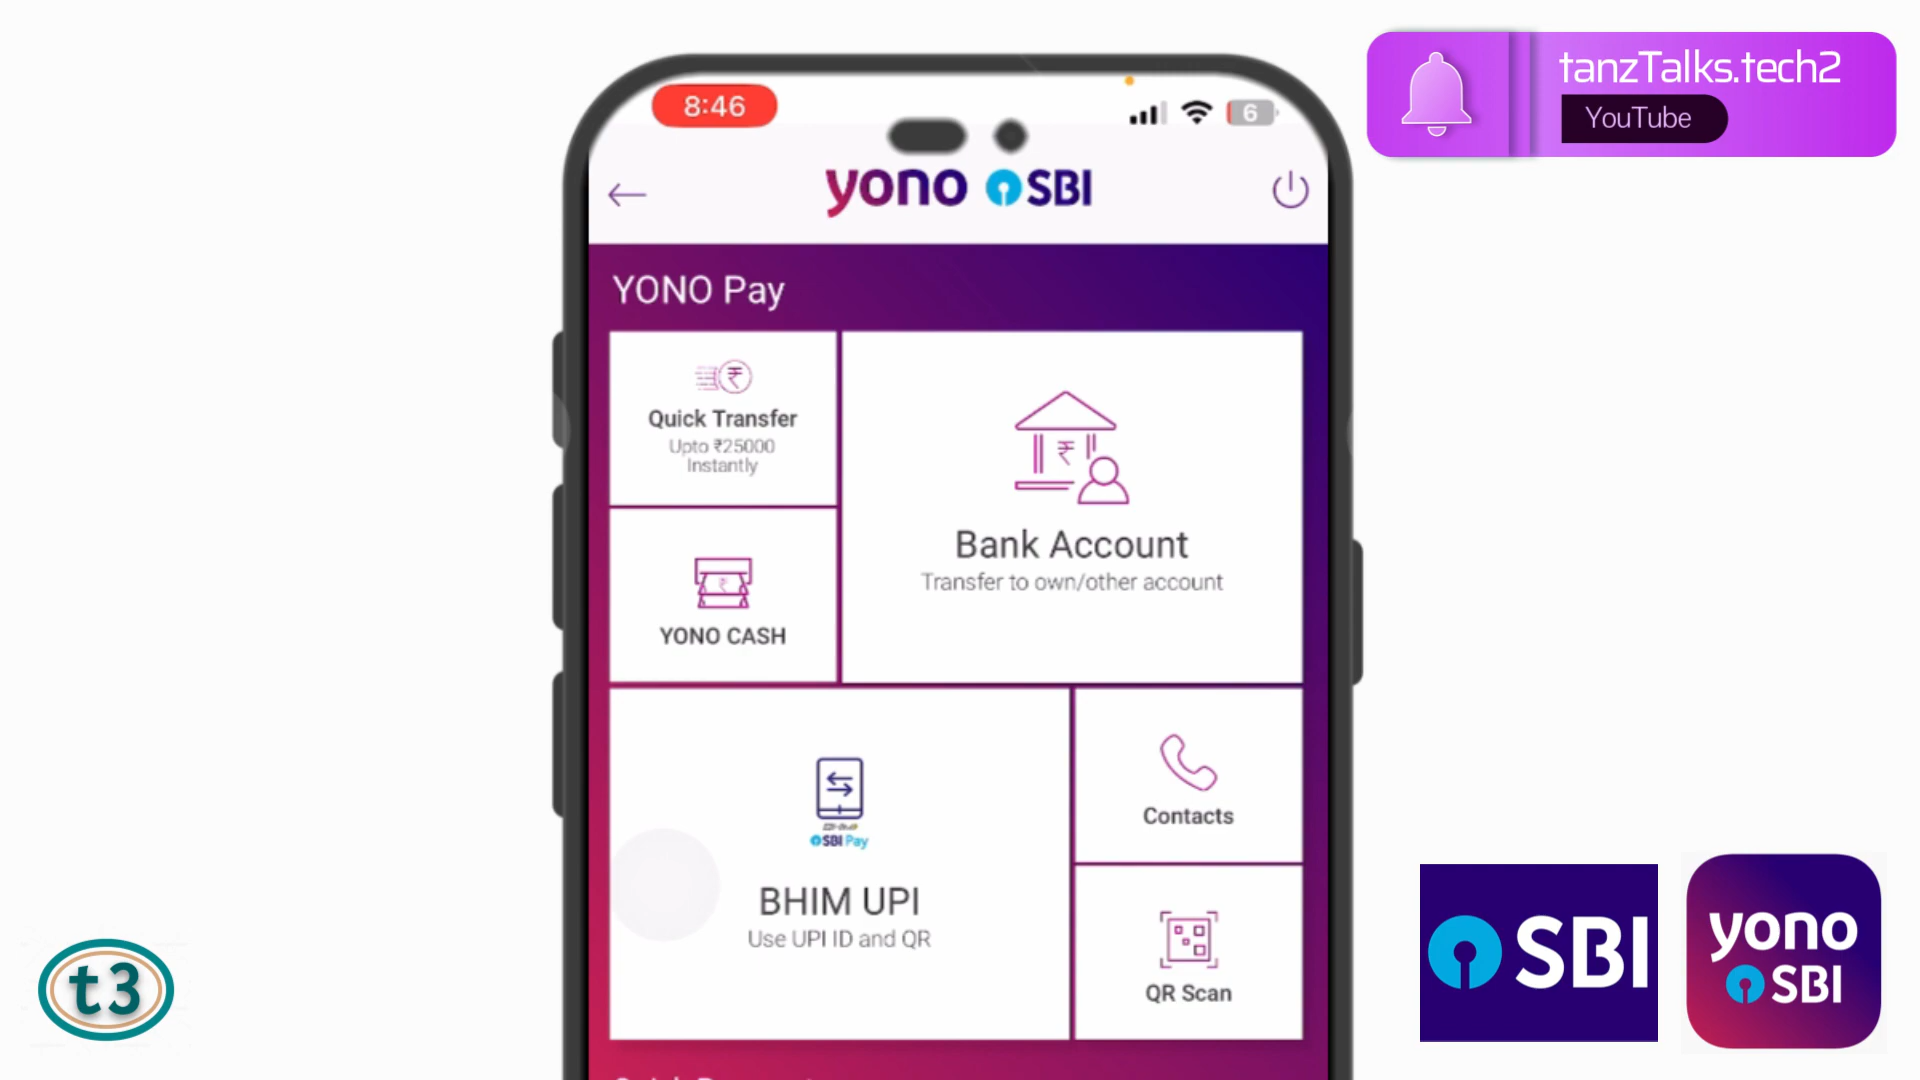 8:46
6
tanzTalks.tech2
YouTube
yono SBI
YONO Pay
Quick Transfer
Upto ₹25000
Instantly
Bank Account
Transfer to own/other account
YONO CASH
SBI Pay
BHIM UPI
Use UPI ID and QR
Contacts
QR Scan
t3
SBI
yono
SBI